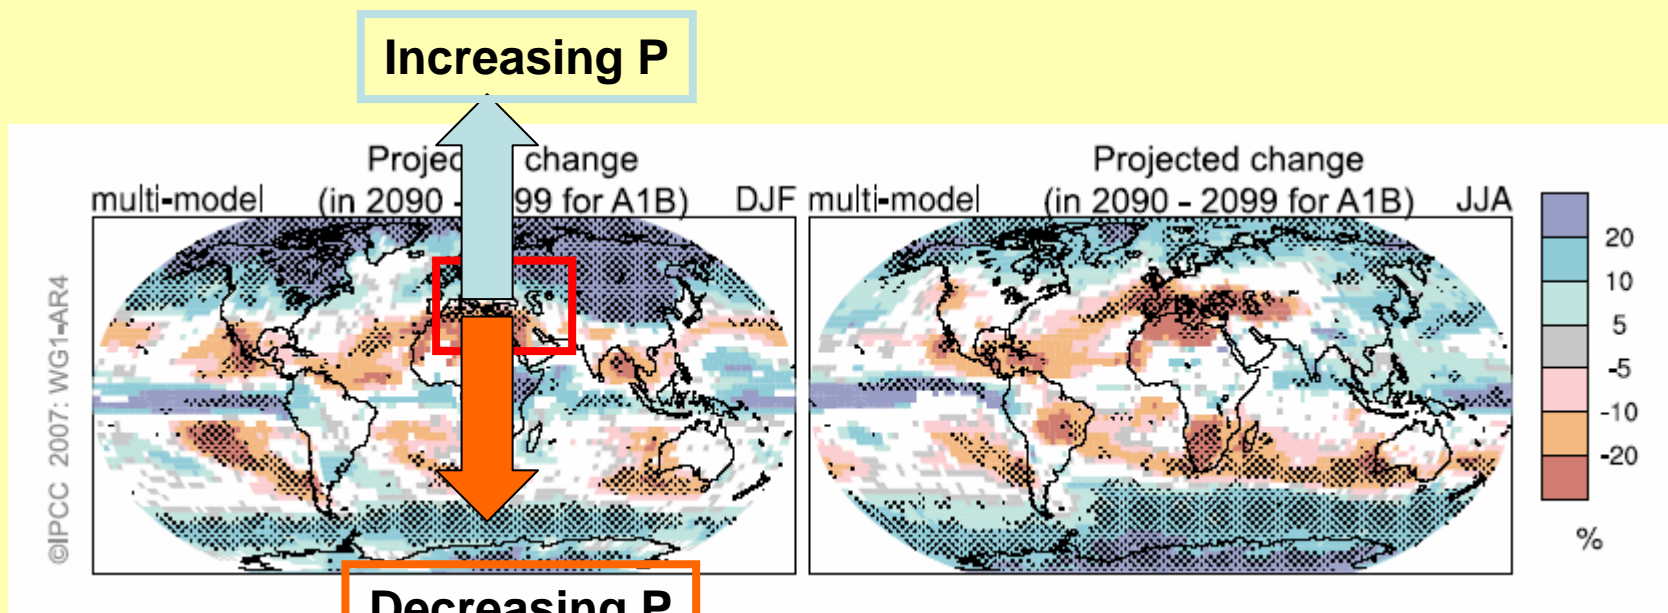 Increasing P
Projec change
multi-model (in 2090 - 99 for A1B) DJF
Projected change
multi-model (in 2090 - 2099 for A1B) JJA
20
10
5
-5
-10
-20
%
©IPCC 2007: WG1-AR4
Decreasing P